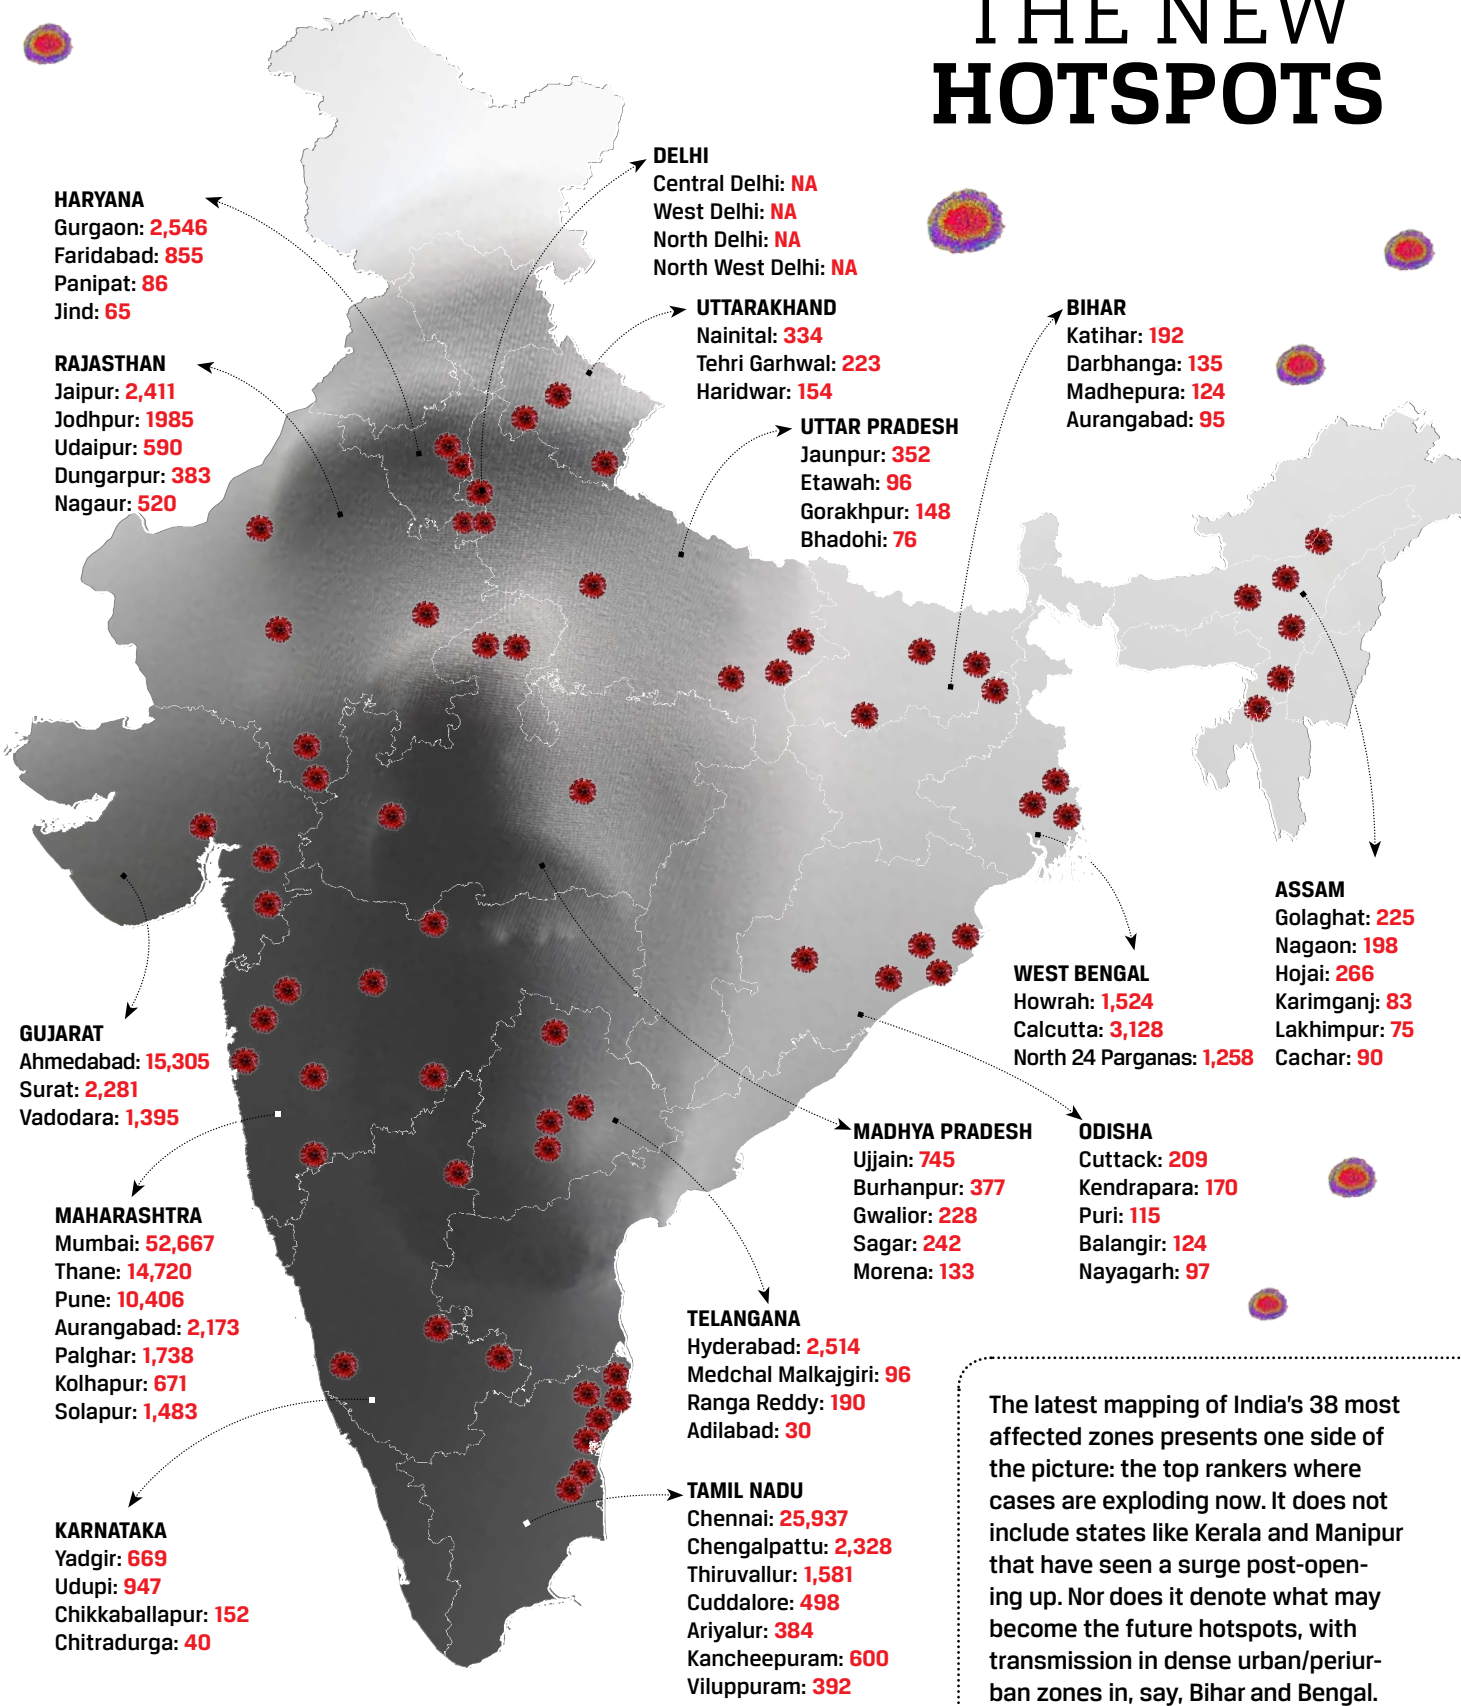 THE NEW
HOTSPOTS
HARYANA
Gurgaon: 2,546
Faridabad: 855
Panipat: 86
Jind: 65
RAJASTHAN
Jaipur: 2,411
Jodhpur: 1985
Udaipur: 590
Dungarpur: 383
Nagaur: 520
DELHI
Central Delhi: NA
West Delhi: NA
North Delhi: NA
North West Delhi: NA
UTTARAKHAND
Nainital: 334
Tehri Garhwal: 223
Haridwar: 154
UTTAR PRADESH
Jaunpur: 352
Etawah: 96
Gorakhpur: 148
Bhadohi: 76
BIHAR
Katihar: 192
Darbhanga: 135
Madhepura: 124
Aurangabad: 95
ASSAM
Golaghat: 225
Nagaon: 198
Hojai: 266
Karimganj: 83
Lakhimpur: 75
Cachar: 90
WEST BENGAL
Howrah: 1,524
Calcutta: 3,128
North 24 Parganas: 1,258
GUJARAT
Ahmedabad: 15,305
Surat: 2,281
Vadodara: 1,395
MADHYA PRADESH
Ujjain: 745
Burhanpur: 377
Gwalior: 228
Sagar: 242
Morena: 133
ODISHA
Cuttack: 209
Kendrapara: 170
Puri: 115
Balangir: 124
Nayagarh: 97
MAHARASHTRA
Mumbai: 52,667
Thane: 14,720
Pune: 10,406
Aurangabad: 2,173
Palghar: 1,738
Kolhapur: 671
Solapur: 1,483
TELANGANA
Hyderabad: 2,514
Medchal Malkajgiri: 96
Ranga Reddy: 190
Adilabad: 30
KARNATAKA
Yadgir: 669
Udupi: 947
Chikkaballapur: 152
Chitradurga: 40
TAMIL NADU
Chennai: 25,937
Chengalpattu: 2,328
Thiruvallur: 1,581
Cuddalore: 498
Ariyalur: 384
Kancheepuram: 600
Viluppuram: 392
The latest mapping of India's 38 most
affected zones presents one side of
the picture: the top rankers where
cases are exploding now. It does not
include states like Kerala and Manipur
that have seen a surge post-open-
ing up. Nor does it denote what may
become the future hotspots, with
transmission in dense urban/periur-
ban zones in, say, Bihar and Bengal.